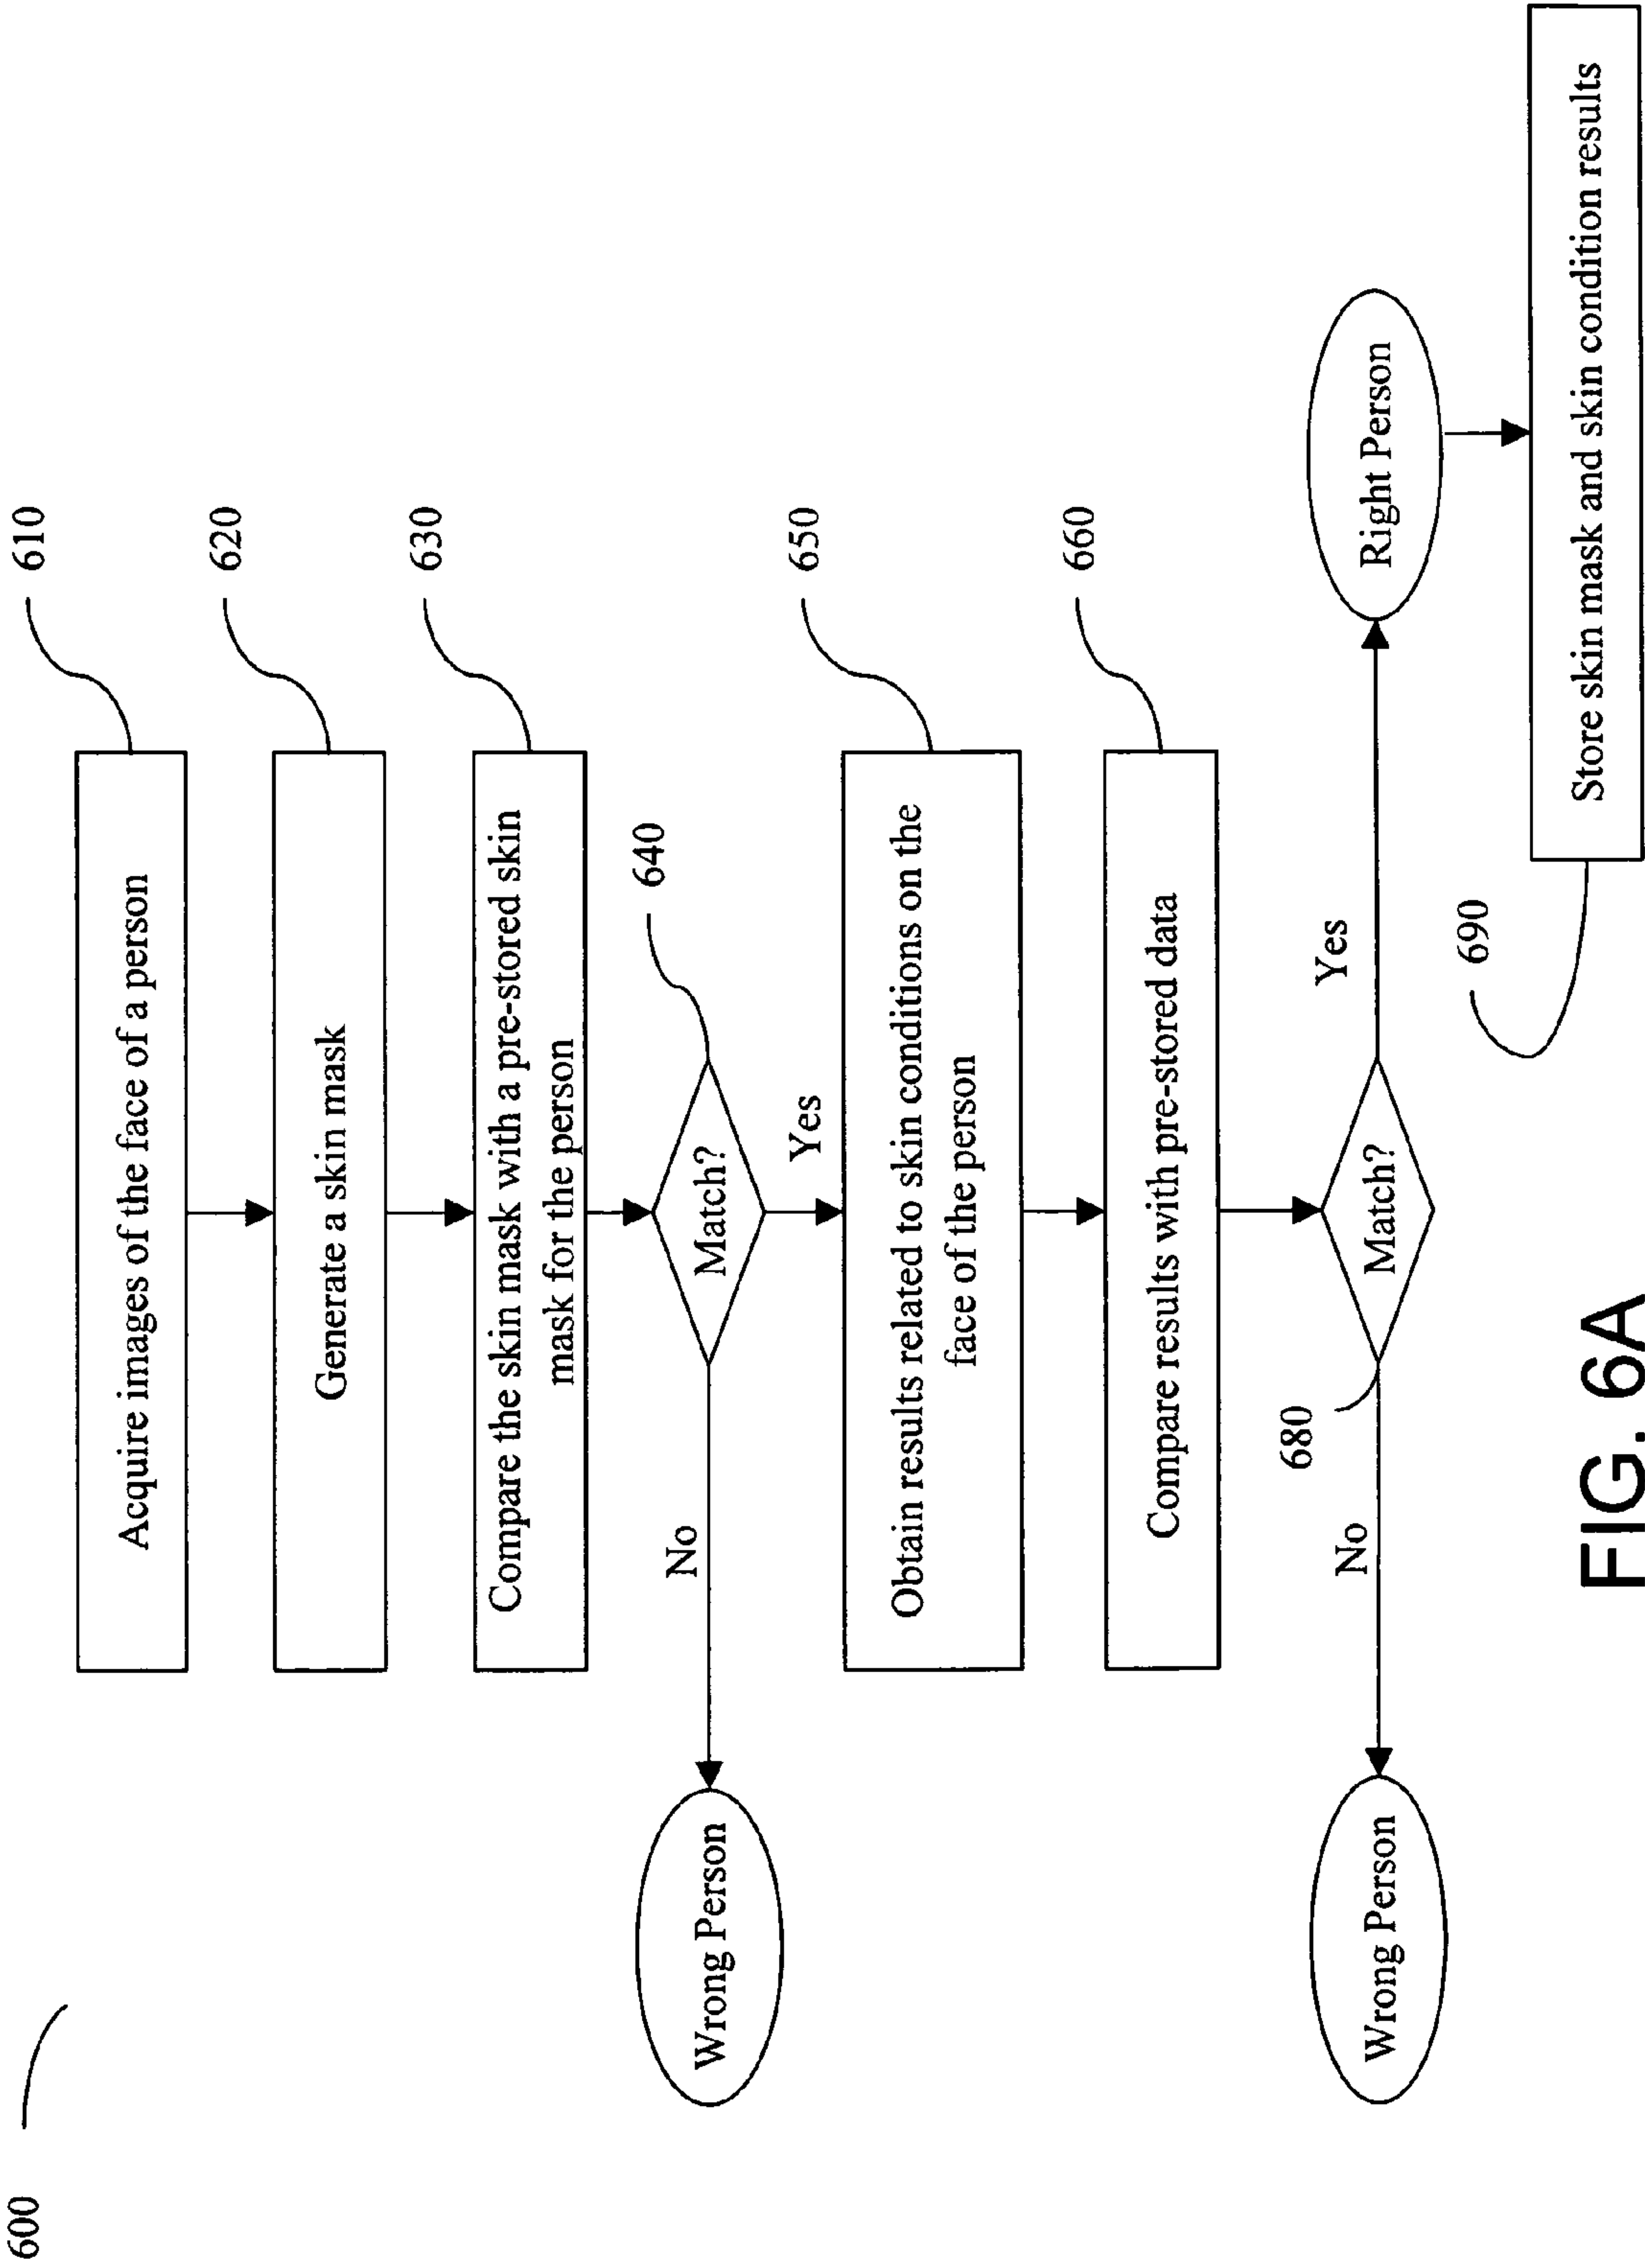 600
610
Acquire images of the face of a person
620
Generate a skin mask
630
Compare the skin mask with a pre-stored skin
mask for the person
640
Match?
No
Wrong Person
Yes
650
Obtain results related to skin conditions on the
face of the person
660
Compare results with pre-stored data
680
Match?
No
Wrong Person
Yes
Right Person
690
Store skin mask and skin condition results
FIG. 6A